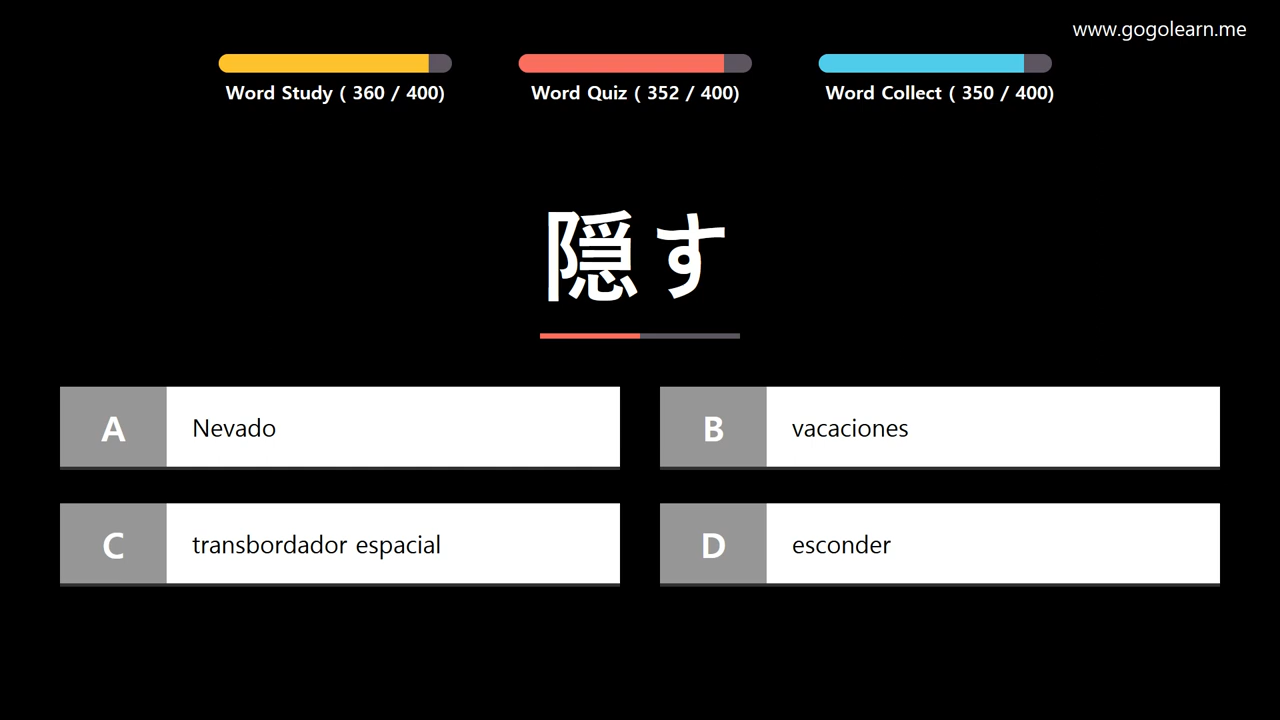 www.gogolearn.me
Word Study ( 360 / 400)
Word Quiz ( 352 / 400)
Word Collect ( 350 / 400)
隠す
A Nevado
B vacaciones
C transbordador espacial
D esconder